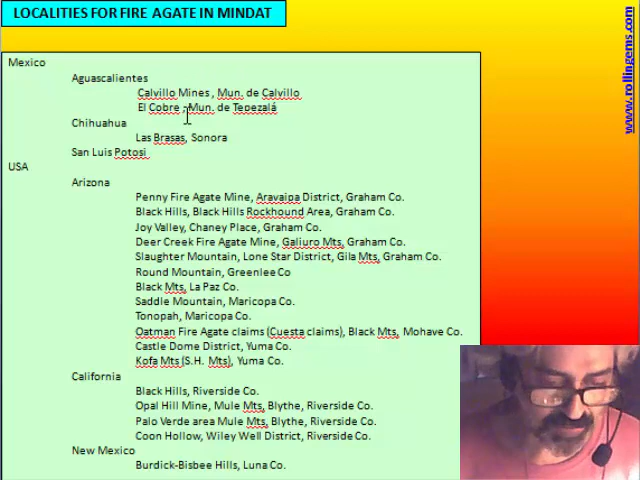 LOCALITIES FOR FIRE AGATE IN MINDAT
www.rollingems.com
Mexico
Aguascalientes
Calvillo Mines , Mun. de Calvillo
El Cobre , Mun. de Tepezalá
Chihuahua
Las Brasas, Sonora
San Luis Potosi
USA
Arizona
Penny Fire Agate Mine, Aravaipa District, Graham Co.
Black Hills, Black Hills Rockhound Area, Graham Co.
Joy Valley, Chaney Place, Graham Co.
Deer Creek Fire Agate Mine, Galiuro Mts, Graham Co.
Slaughter Mountain, Lone Star District, Gila Mts, Graham Co.
Round Mountain, Greenlee Co
Black Mts, La Paz Co.
Saddle Mountain, Maricopa Co.
Tonopah, Maricopa Co.
Oatman Fire Agate claims (Cuesta claims), Black Mts, Mohave Co.
Castle Dome District, Yuma Co.
Kofa Mts (S.H. Mts), Yuma Co.
California
Black Hills, Riverside Co.
Opal Hill Mine, Mule Mts, Blythe, Riverside Co.
Palo Verde area Mule Mts, Blythe, Riverside Co.
Coon Hollow, Wiley Well District, Riverside Co.
New Mexico
Burdick-Bisbee Hills, Luna Co.